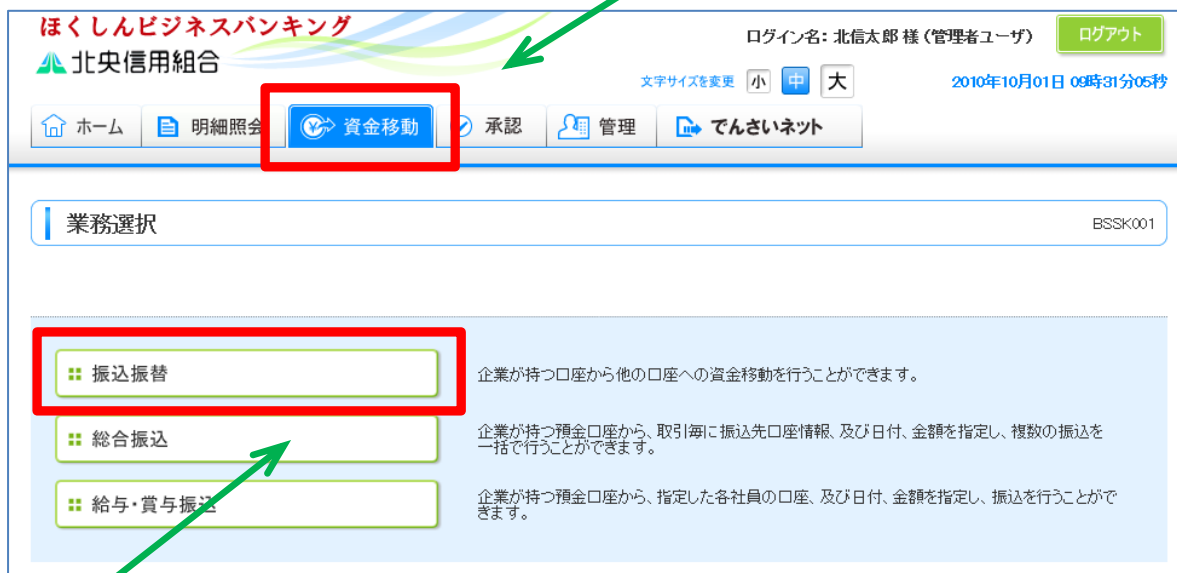 ほくしんビジネスバンキング
北央信用組合
ログイン名: 北信太郎 様 (管理者ユーザ)
ログアウト
文字サイズを変更 小 中 大
2010年10月01日 09時31分05秒
ホーム
明細照会
資金移動
承認
管理
でんさいネット
業務選択
BSSK001
振込振替
企業が持つ口座から他の口座への資金移動を行うことができます。
総合振込
企業が持つ預金口座から、取引毎に振込先口座情報、及び日付、金額を指定し、複数の振込を
一括で行うことができます。
給与・賞与振込
企業が持つ預金口座から、指定した各社員の口座、及び日付、金額を指定し、振込を行うことがで
きます。